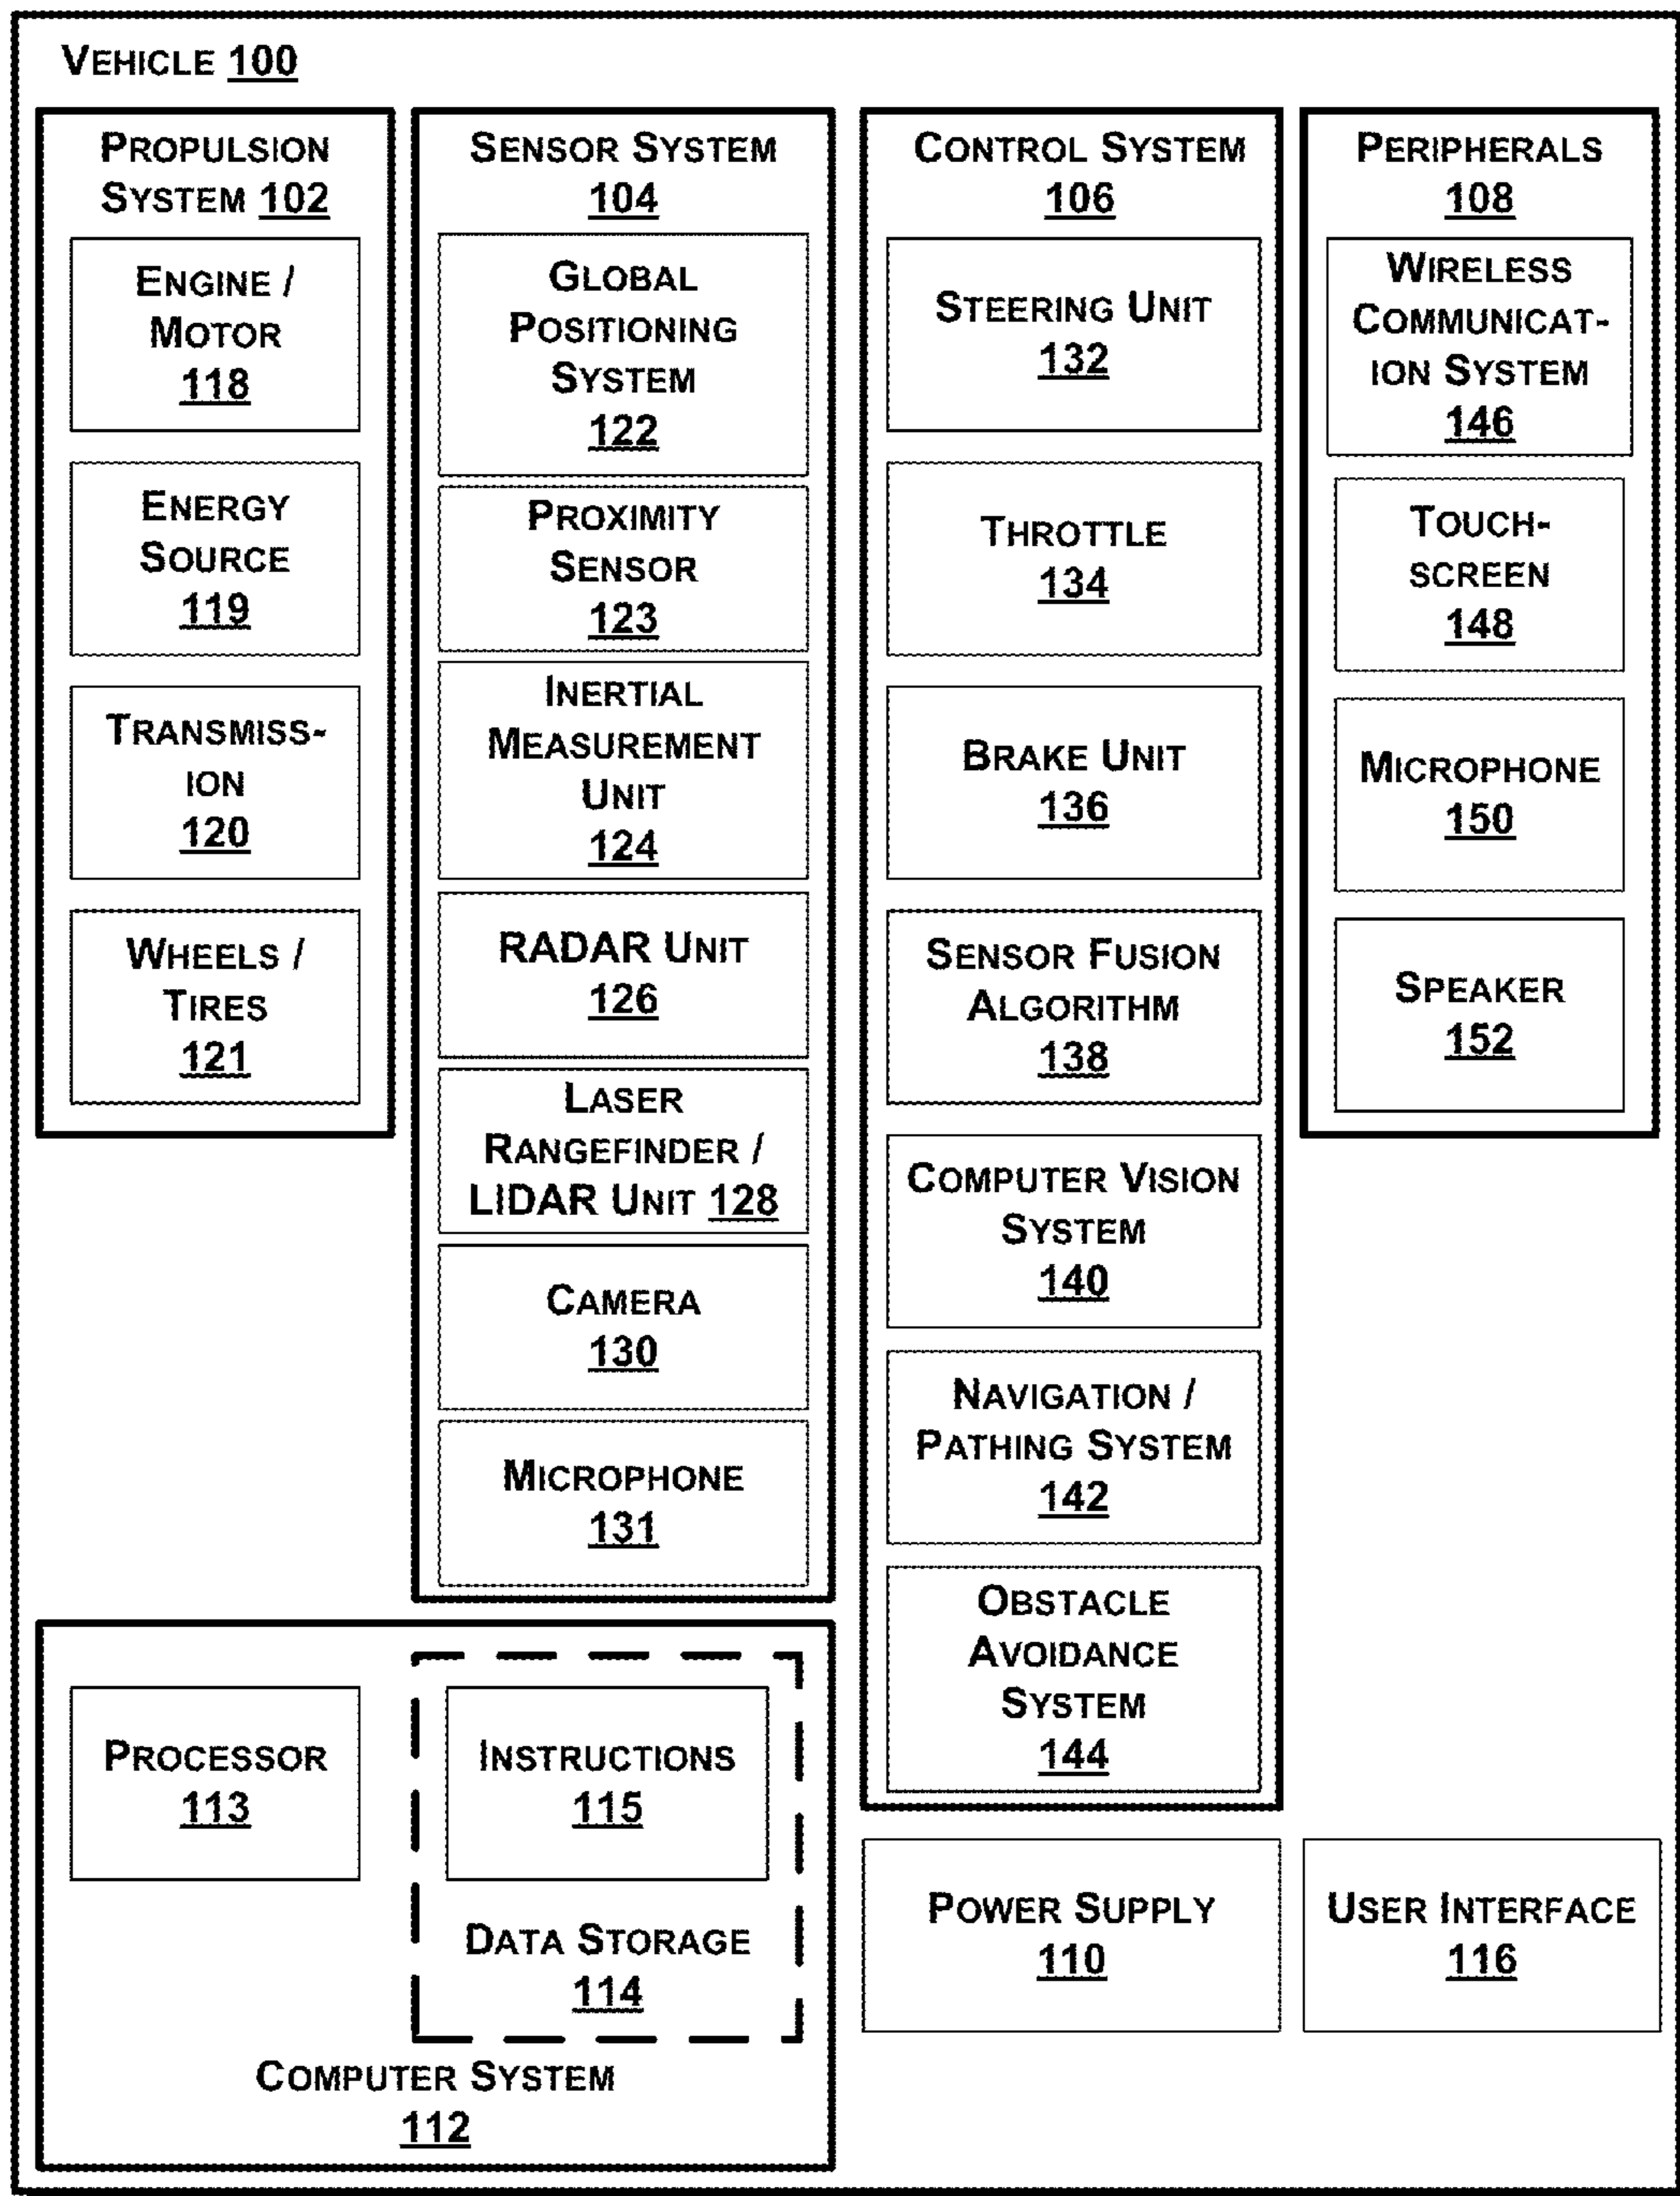 VEHICLE 100
PROPULSION
SYSTEM 102
ENGINE /
MOTOR
118
ENERGY
SOURCE
119
TRANSMISS-
ION
120
WHEELS /
TIRES
121
SENSOR SYSTEM
104
GLOBAL
POSITIONING
SYSTEM
122
PROXIMITY
SENSOR
123
INERTIAL
MEASUREMENT
UNIT
124
RADAR UNIT
126
LASER
RANGEFINDER /
LIDAR UNIT 128
CAMERA
130
MICROPHONE
131
CONTROL SYSTEM
106
STEERING UNIT
132
THROTTLE
134
BRAKE UNIT
136
SENSOR FUSION
ALGORITHM
138
COMPUTER VISION
SYSTEM
140
NAVIGATION /
PATHING SYSTEM
142
OBSTACLE
AVOIDANCE
SYSTEM
144
PERIPHERALS
108
WIRELESS
COMMUNICAT-
ION SYSTEM
146
TOUCH-
SCREEN
148
MICROPHONE
150
SPEAKER
152
PROCESSOR
113
INSTRUCTIONS
115
DATA STORAGE
114
COMPUTER SYSTEM
112
POWER SUPPLY
110
USER INTERFACE
116